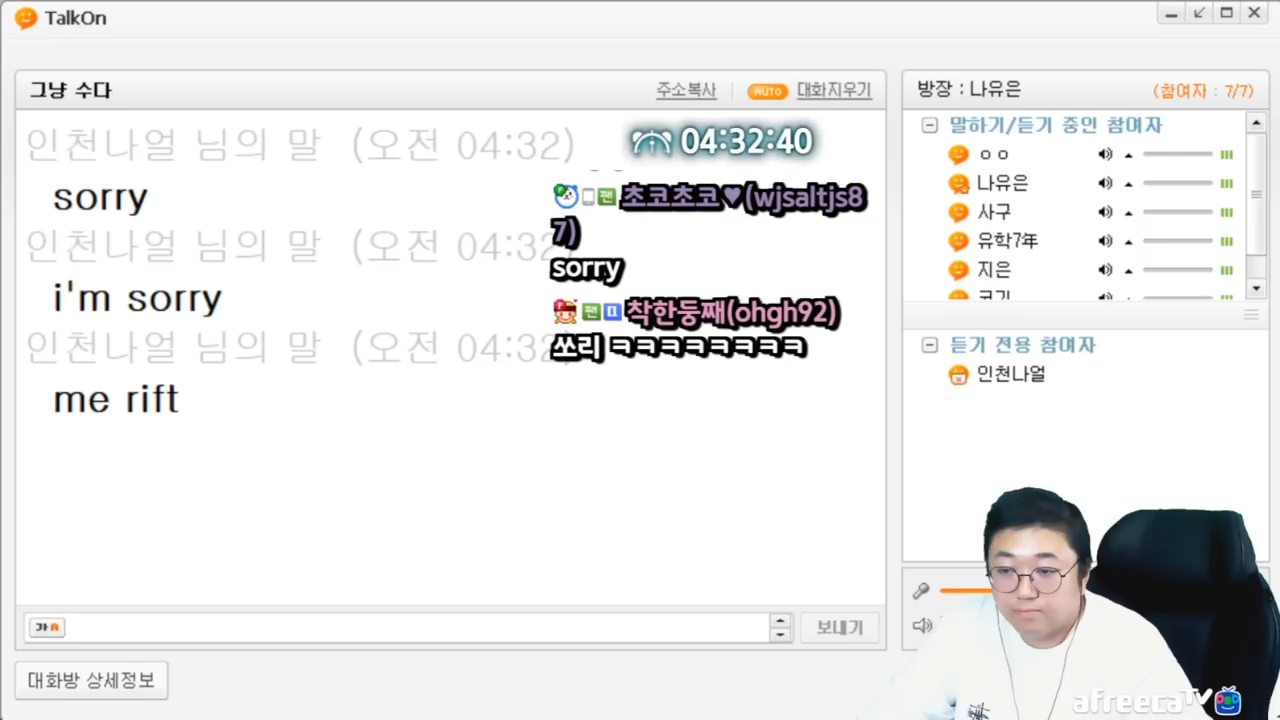 TalkOn
그냥 수다
주소복사
AUTO
대화지우기
인천나얼 님의 말 (오전 04:32)
sorry
인천나얼 님의 말 (오전 04:32
i'm sorry
인천나얼 님의 말 (오전 04:32
me rift
04:32:40
팬 초코초코♥(wjsaltjs8
7)
sorry
팬 착한둥째(ohgh92)
쏘리 ㅋㅋㅋㅋㅋㅋㅋㅋ
가
보내기
대화방 상세정보
방장 : 나유은
(참여자 : 7/7)
말하기/듣기 중인 참여자
ㅇ ㅇ
나유은
사구
유학7年
지은
듣기 전용 참여자
인천나얼
afreecaTV